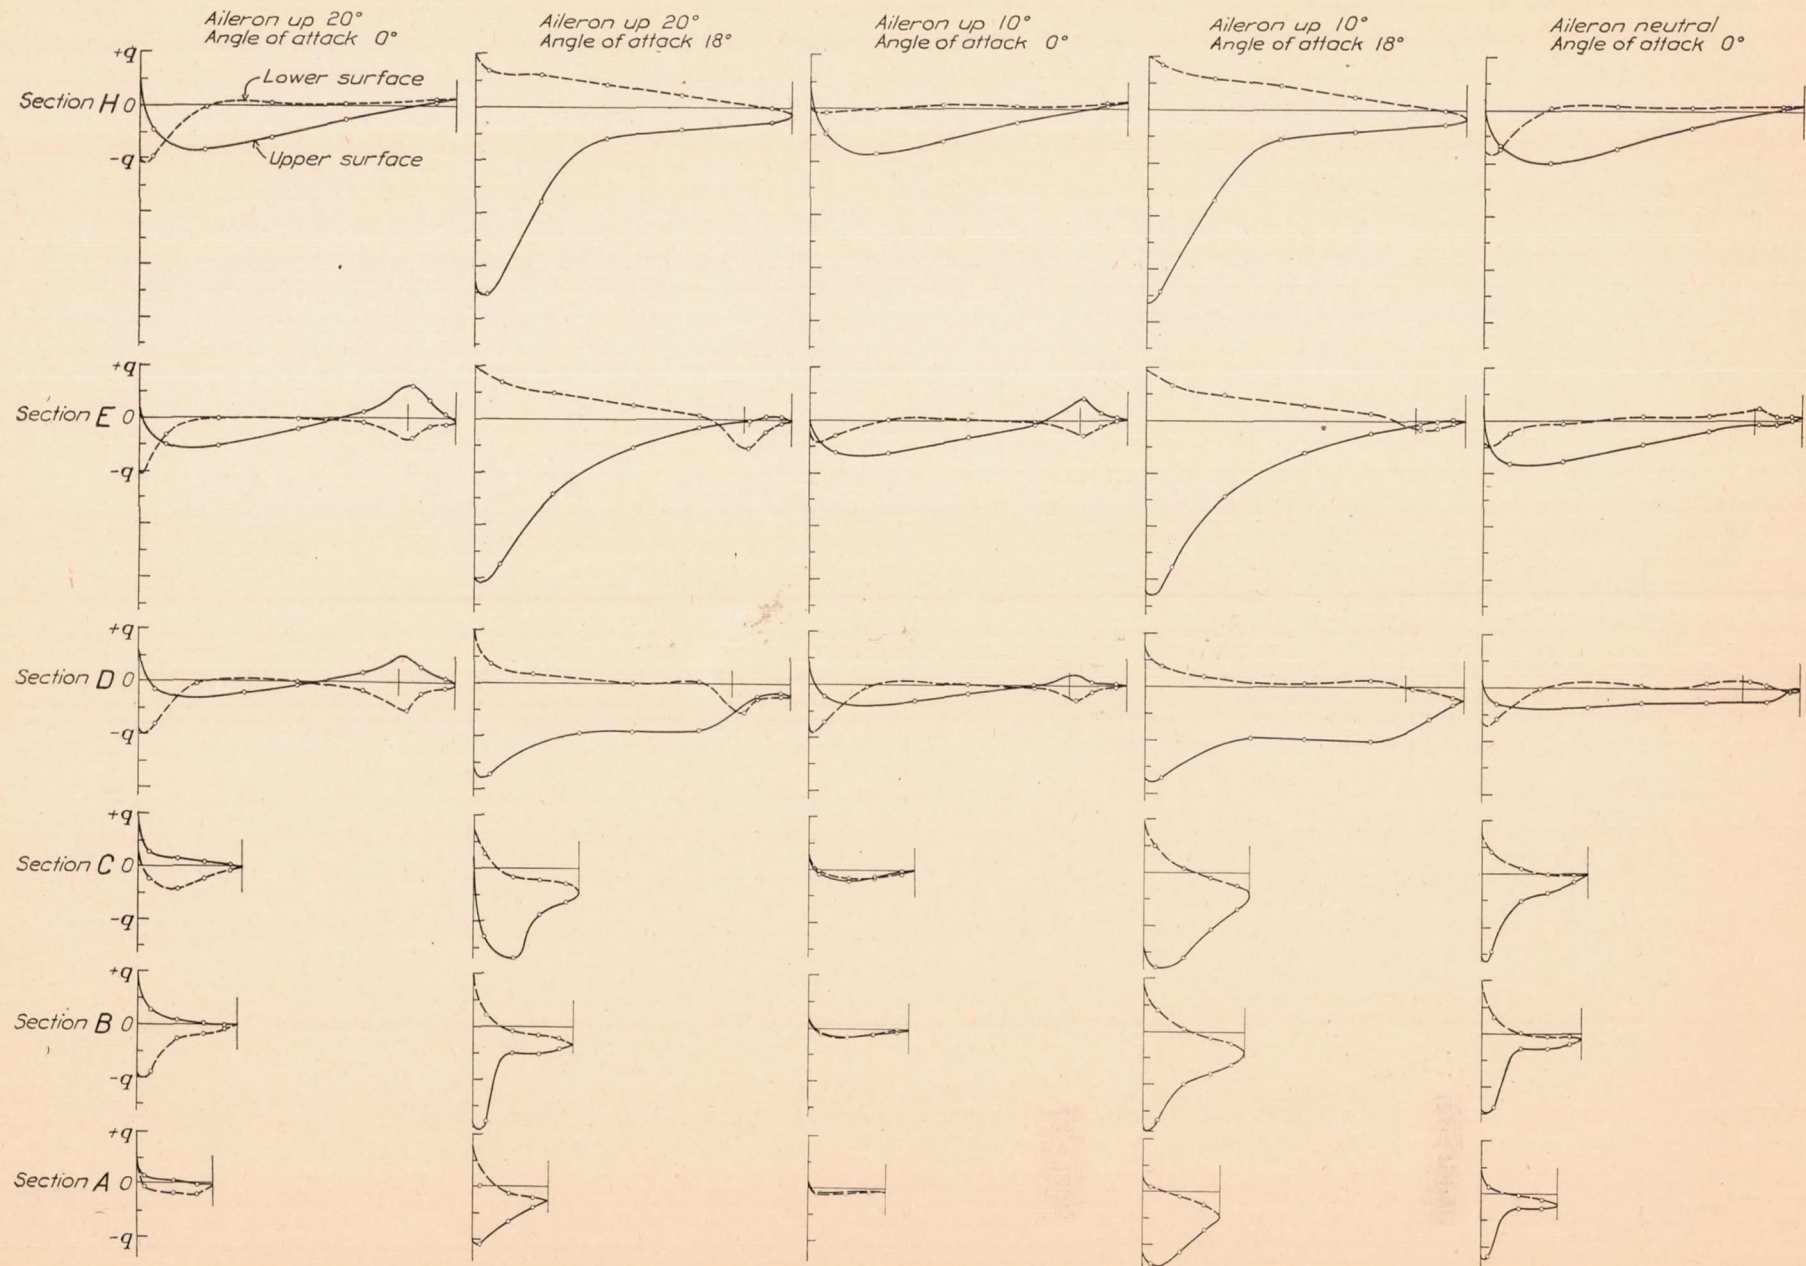 Aileron up 20°
Angle of attack 0°
Aileron up 20°
Angle of attack 18°
Aileron up 10°
Angle of attack 0°
Aileron up 10°
Angle of attack 18°
Aileron neutral
Angle of attack 0°
+q
Lower surface
Section H 0
-q
Upper surface
+q
Section E 0
-q
+q
Section D 0
-q
+q
Section C 0
-q
+q
Section B 0
-q
+q
Section A 0
-q